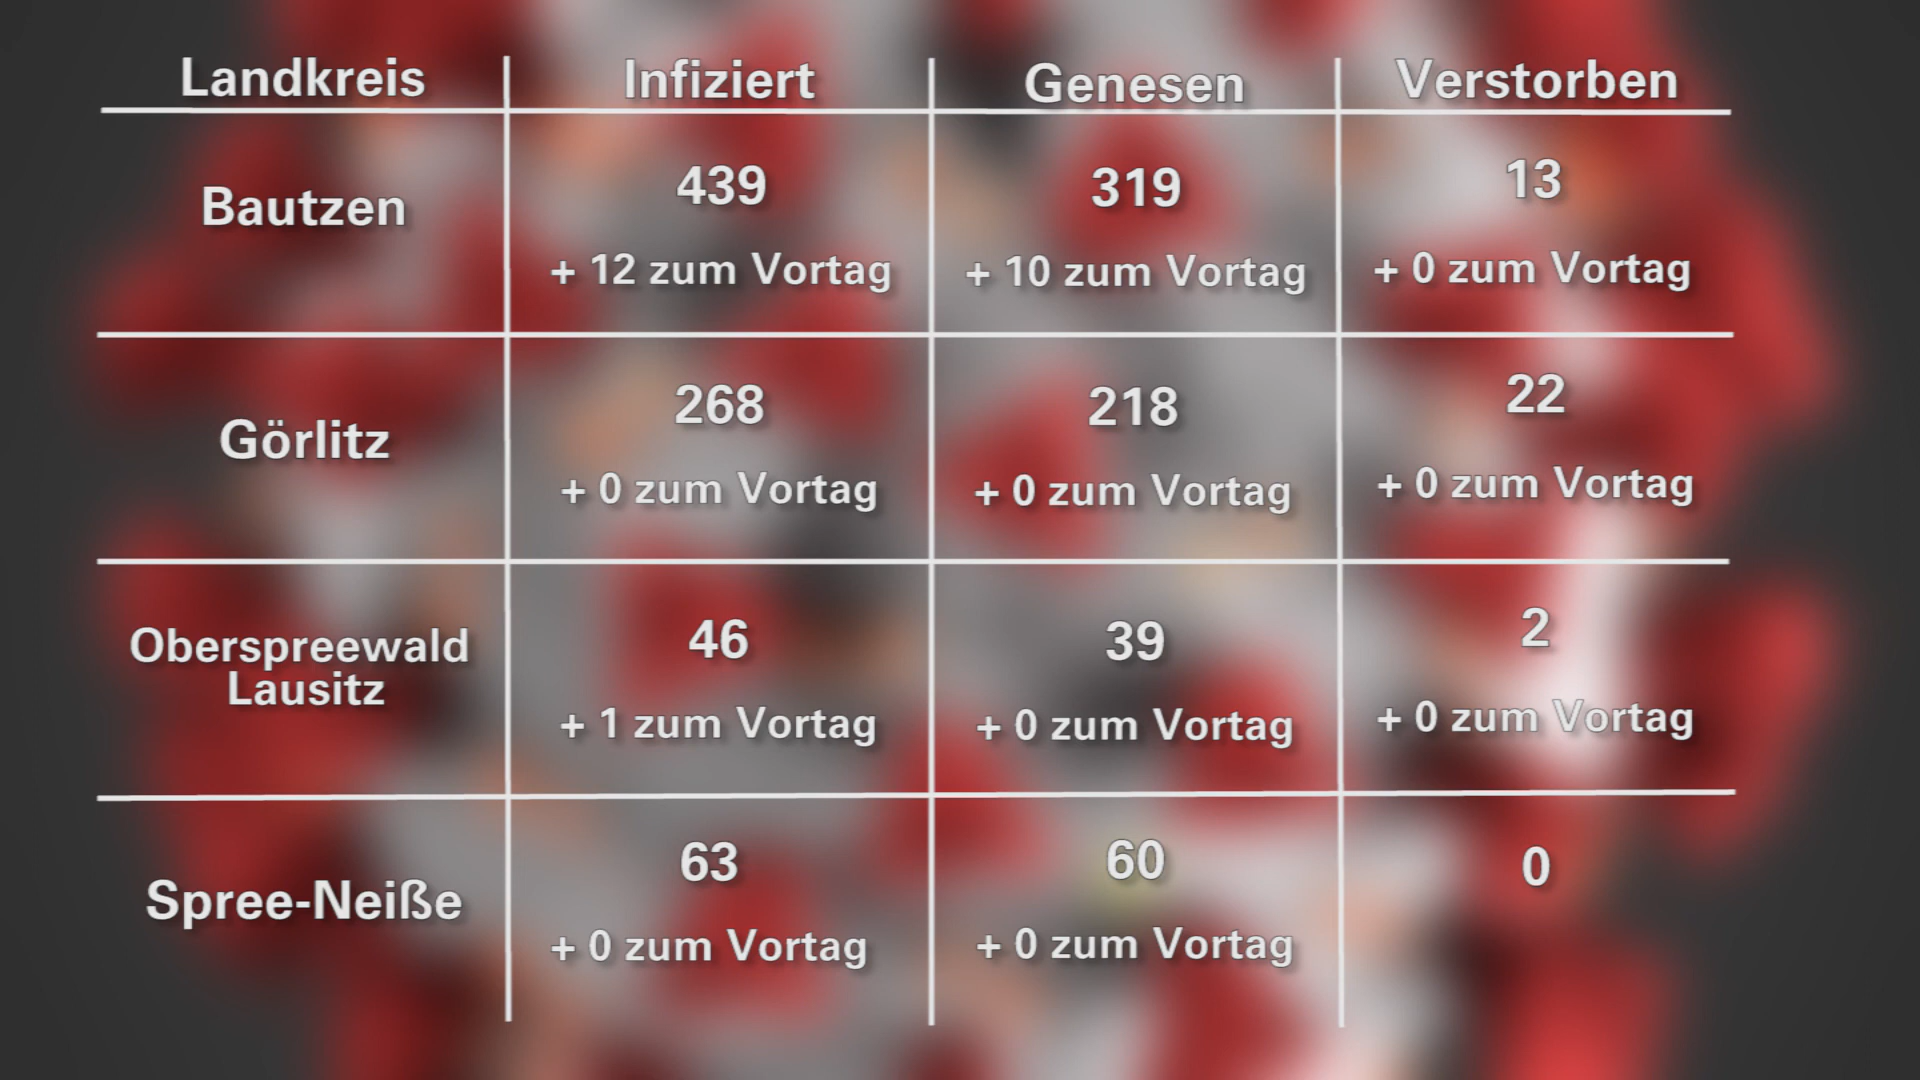 Landkreis Infiziert Genesen Verstorben
Bautzen 439 319 13
+ 12 zum Vortag + 10 zum Vortag + 0 zum Vortag
Görlitz 268 218 22
+ 0 zum Vortag + 0 zum Vortag + 0 zum Vortag
Oberspreewald 46 39 2
Lausitz + 1 zum Vortag + 0 zum Vortag + 0 zum Vortag
Spree-Neiße 63 60 0
+ 0 zum Vortag + 0 zum Vortag